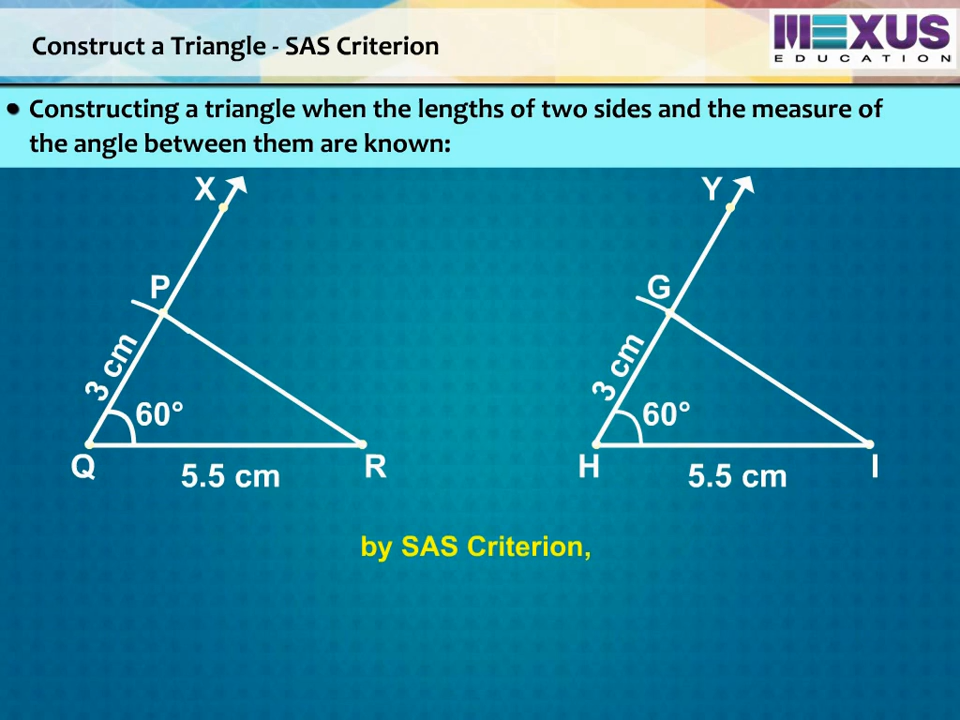 Construct a Triangle - SAS Criterion
MEXUS
EDUCATION
• Constructing a triangle when the lengths of two sides and the measure of
the angle between them are known:
X
Y
P
G
3 cm
3 cm
60°
60°
Q
R
H
I
5.5 cm
5.5 cm
by SAS Criterion,